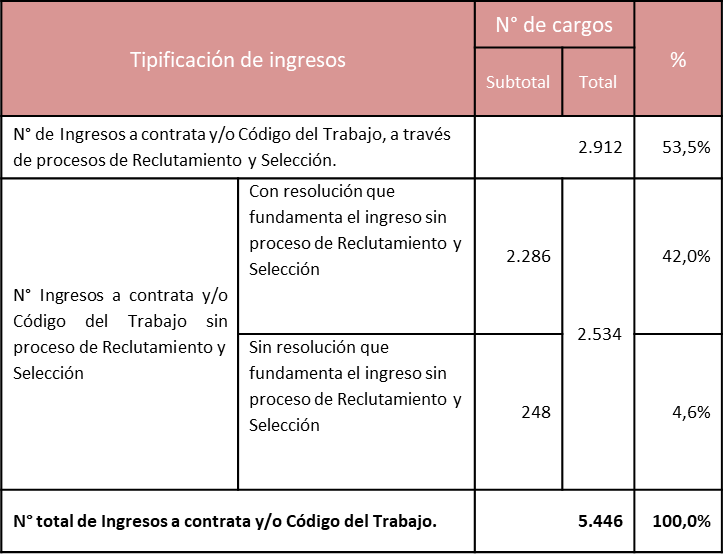 Tipificación de ingresos
N° de cargos
%
Subtotal
Total
N° de Ingresos a contrata y/o Código del Trabajo, a través
de procesos de Reclutamiento y Selección.
2.912
53,5%
N° Ingresos a contrata y/o
Código del Trabajo sin
proceso de Reclutamiento y
Selección
Con resolución que
fundamenta el ingreso sin
proceso de Reclutamiento y
Selección
2.286
2.534
42,0%
Sin resolución que
fundamenta el ingreso sin
proceso de Reclutamiento y
Selección
248
4,6%
N° total de Ingresos a contrata y/o Código del Trabajo.
5.446
100,0%